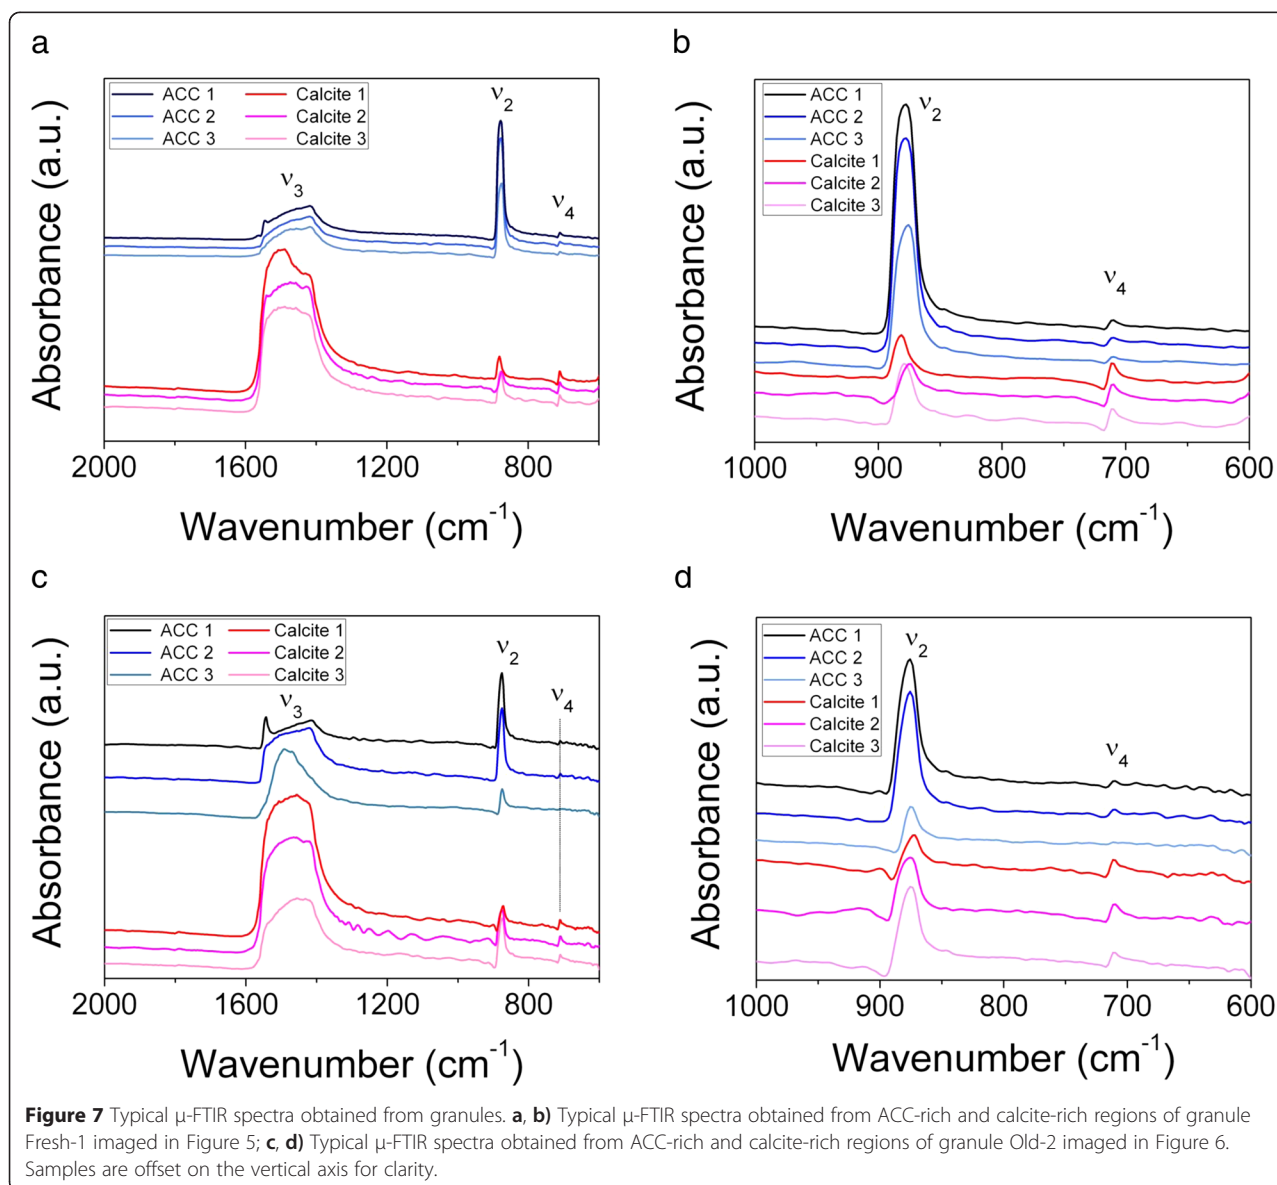 a
ACC 1 Calcite 1
ACC 2 Calcite 2
ACC 3 Calcite 3
ν2
ν3
ν4
Absorbance (a.u.)
2000 1600 1200 800
Wavenumber (cm-1)
b
ACC 1
ACC 2
ACC 3
Calcite 1
Calcite 2
Calcite 3
ν2
ν4
Absorbance (a.u.)
1000 900 800 700 600
Wavenumber (cm-1)
c
ACC 1 Calcite 1
ACC 2 Calcite 2
ACC 3 Calcite 3
ν2
ν3
ν4
Absorbance (a.u.)
2000 1600 1200 800
Wavenumber (cm-1)
d
ACC 1
ACC 2
ACC 3
Calcite 1
Calcite 2
Calcite 3
ν2
ν4
Absorbance (a.u.)
1000 900 800 700 600
Wavenumber (cm-1)
Figure 7 Typical μ-FTIR spectra obtained from granules. a, b) Typical μ-FTIR spectra obtained from ACC-rich and calcite-rich regions of granule
Fresh-1 imaged in Figure 5; c, d) Typical μ-FTIR spectra obtained from ACC-rich and calcite-rich regions of granule Old-2 imaged in Figure 6.
Samples are offset on the vertical axis for clarity.